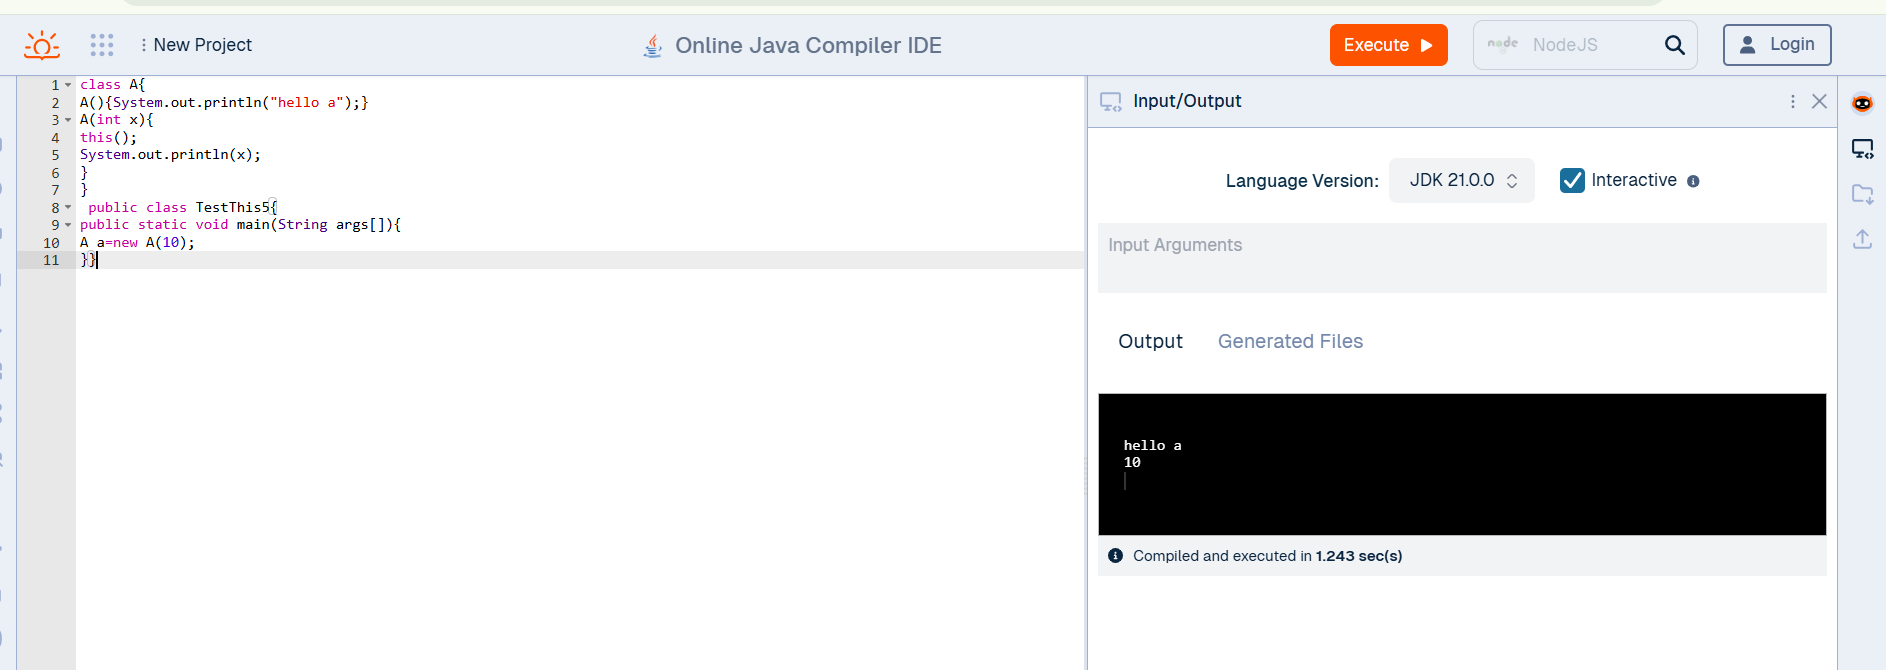 New Project
Online Java Compiler IDE
Execute
node NodeJS
Login
1 class A{
2 A(){System.out.println("hello a");}
3 A(int x){
4 this();
5 System.out.println(x);
6 }
7 }
8 public class TestThis5{
9 public static void main(String args[]){
10 A a=new A(10);
11 }}
Input/Output
Language Version: JDK 21.0.0 Interactive
Input Arguments
Output Generated Files
hello a
10
Compiled and executed in 1.243 sec(s)